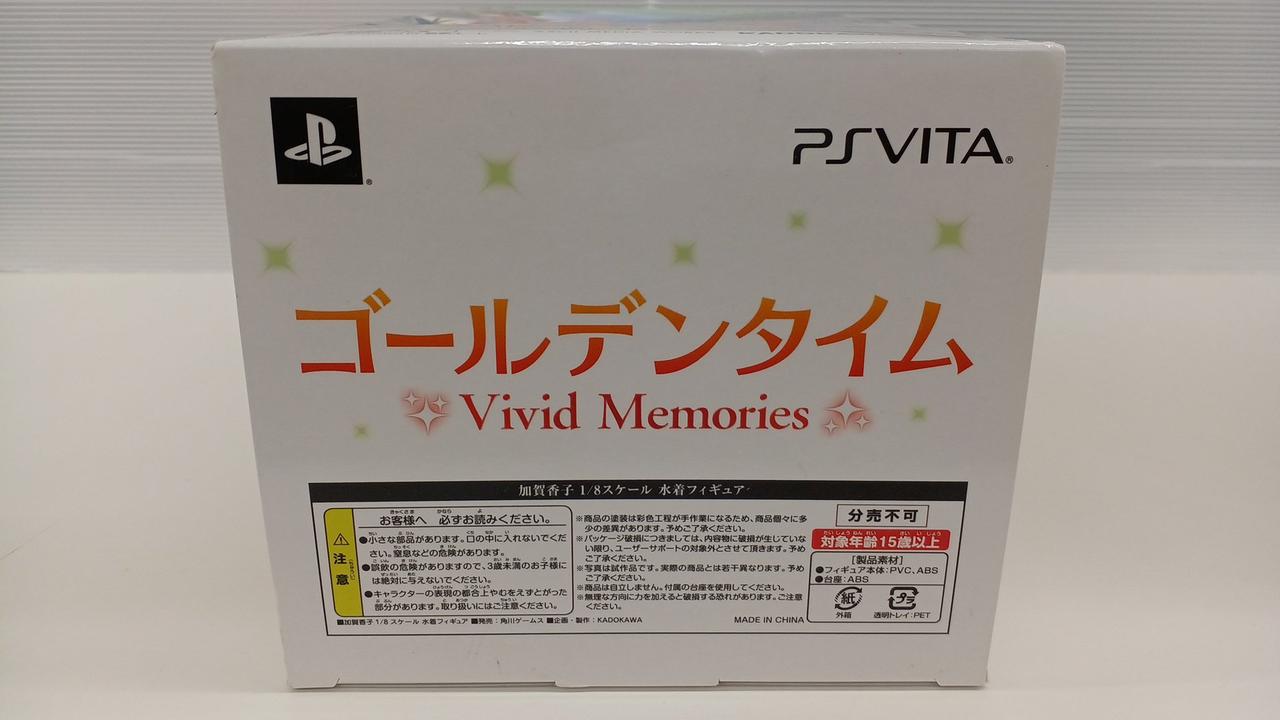 PSVITA®
ゴールデンタイム
Vivid Memories
加賀香子 1/8スケール 水着フィギュア
注意
お客様へ 必ずお読みください。
●小さな部品があります。口の中に入れないでくだ
さい。窒息などの危険があります。
●誤飲の危険がありますので、3歳未満のお子様に
は絶対に与えないでください。
●キャラクターの表現の都合上やむをえずとがった
部分があります。取り扱いにはご注意ください。
※商品の塗装は彩色工程が手作業になるため、商品個々に多
少の差異があります。予めご了承ください。
※パッケージ破損につきましては、内容物に破損が生じていな
い限り、ユーザーサポートの対象外とさせて頂きます。予め
ご了承ください。
※写真は試作品です。実際の商品とは若干異なります。予め
ご了承ください。
※商品は自立しません。付属の台座を使用してください。
※無理な方向に力を加えると破損する恐れがあります。ご注意
ください。
分売不可
対象年齢15歳以上
[製品素材]
●フィギュア本体:PVC、ABS
●台座:ABS
紙
外箱
プラ
透明トレイ:PET
■加賀香子 1/8 スケール 水着フィギュア ■発売:角川ゲームス ■企画・製作:KADOKAWA
MADE IN CHINA